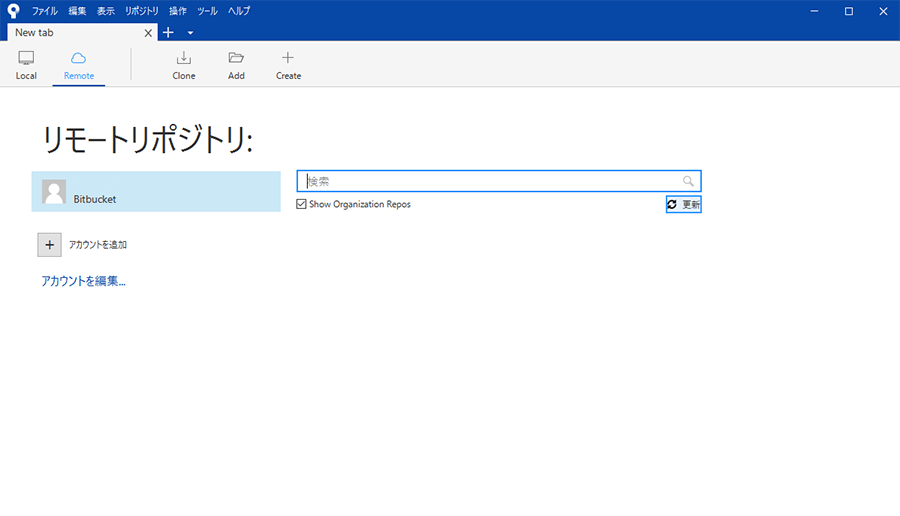 ファイル 編集 表示 リポジトリ 操作 ツール ヘルプ
New tab
Local Remote Clone Add Create
リモートリポジトリ:
検索
Bitbucket
Show Organization Repos 更新
アカウントを追加
アカウントを編集...